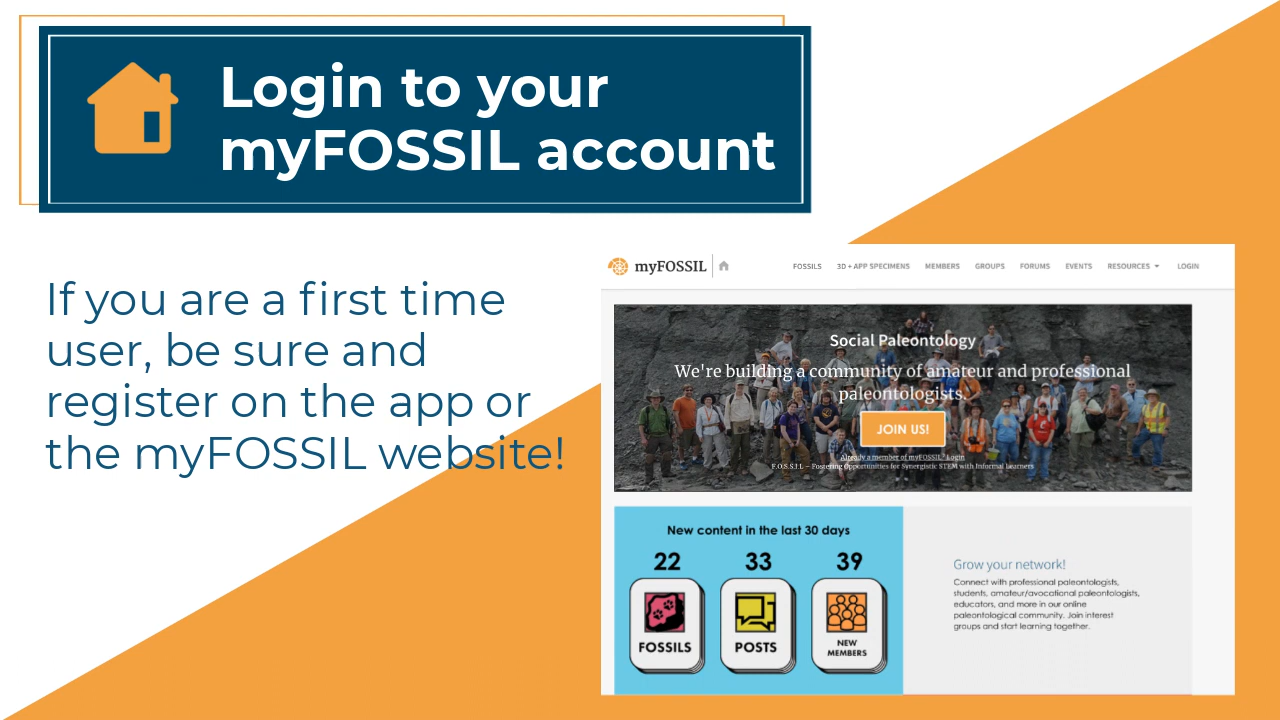 Login to your
myFOSSIL account
If you are a first time
user, be sure and
register on the app or
the myFOSSIL website!
myFOSSIL
FOSSILS 3D + APP SPECIMENS MEMBERS GROUPS FORUMS EVENTS RESOURCES LOGIN
Social Paleontology
We're building a community of amateur and professional
paleontologists.
JOIN US!
Already a member of myFOSSIL? Login
F.O.S.S.I.L – Fostering Opportunities for Synergistic STEM with Informal Learners
New content in the last 30 days
22 33 39
FOSSILS POSTS NEW
MEMBERS
Grow your network!
Connect with professional paleontologists,
students, amateur/avocational paleontologists,
educators, and more in our online
paleontological community. Join interest
groups and start learning together.